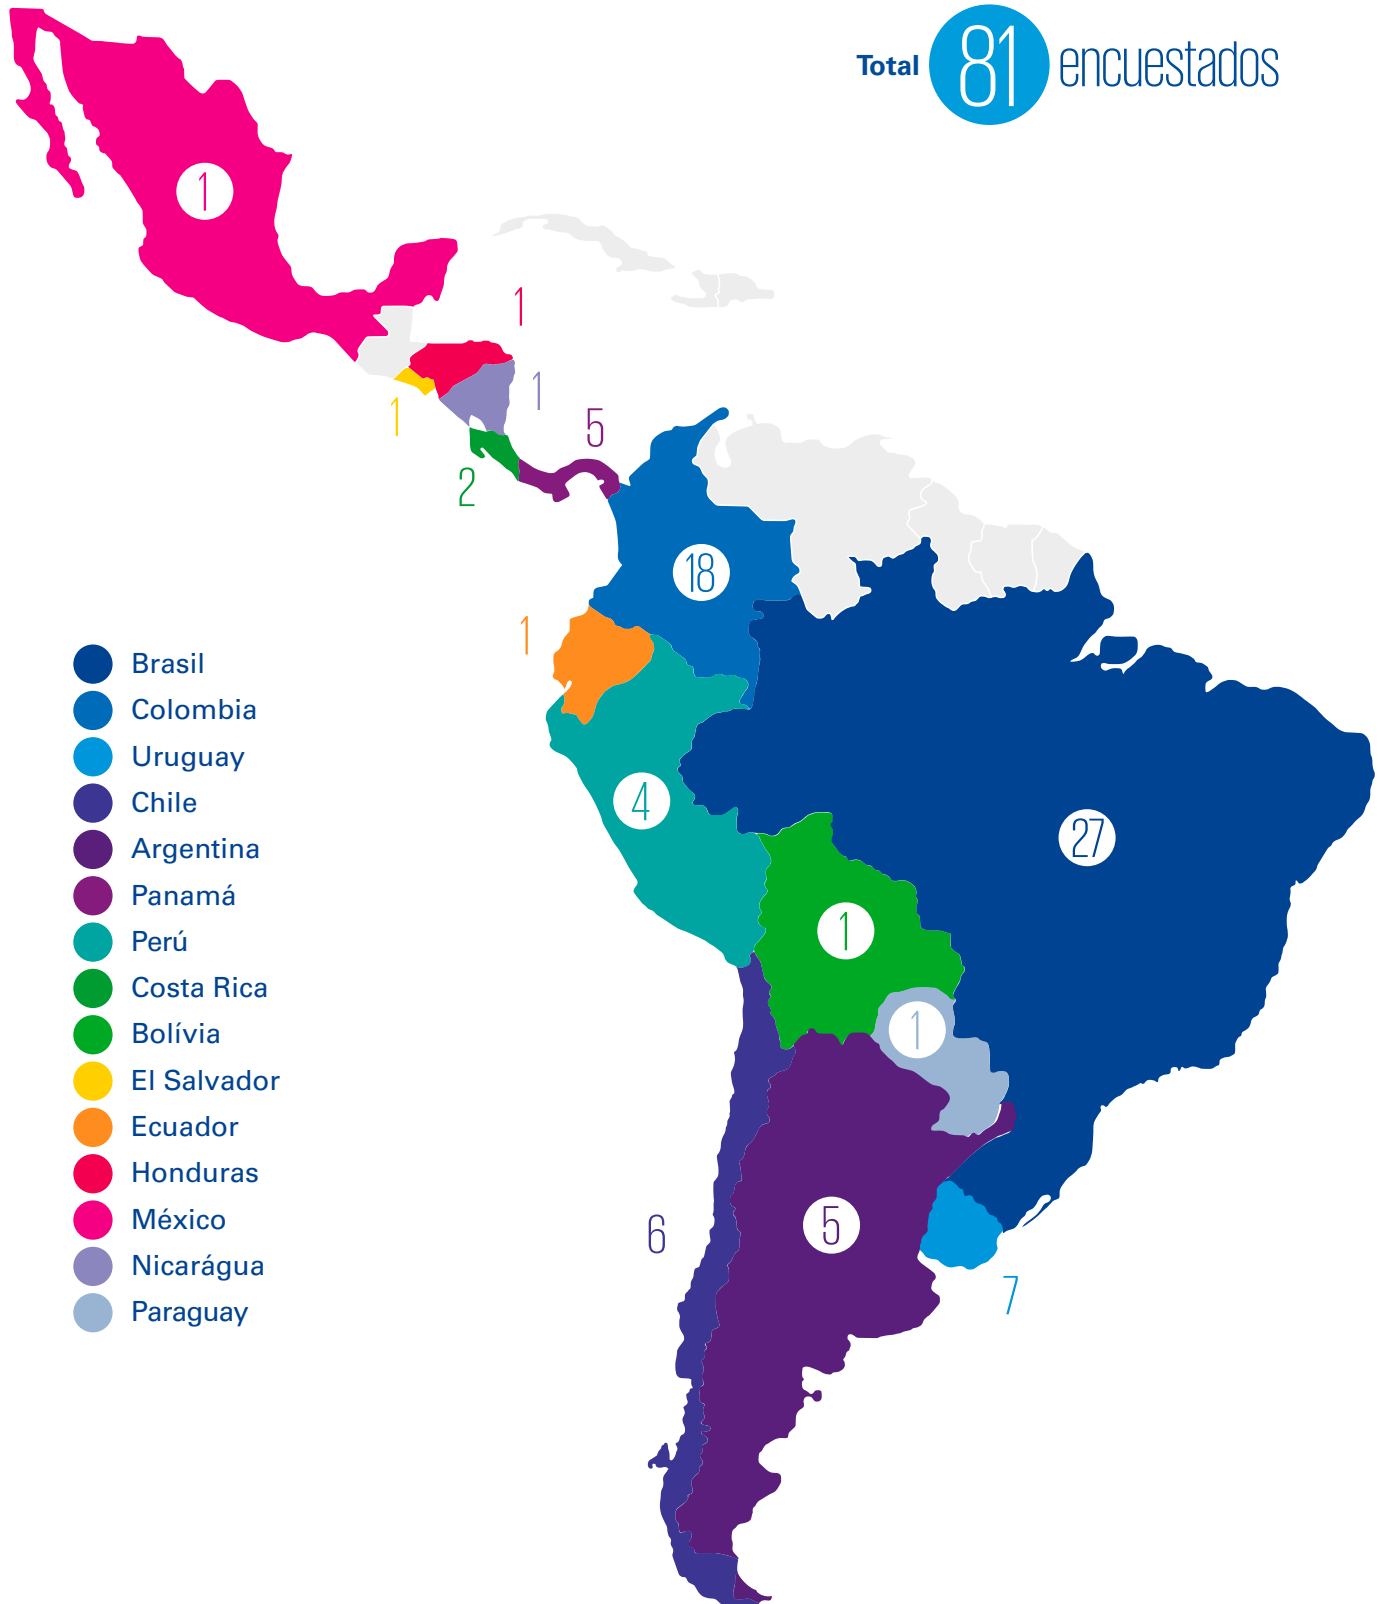 Total 81 encuestados
1
1
1
1
5
2
18
1
4
27
1
1
6
5
7
Brasil
Colombia
Uruguay
Chile
Argentina
Panamá
Perú
Costa Rica
Bolívia
El Salvador
Ecuador
Honduras
México
Nicarágua
Paraguay